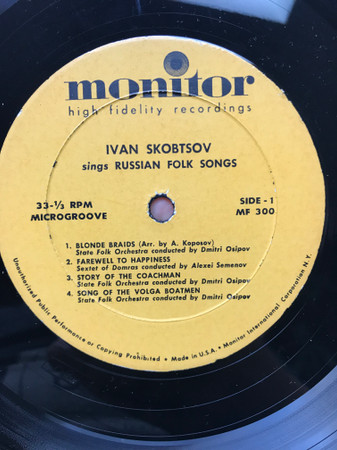 monitor
high fidelity recordings
IVAN SKOBTSOV
sings RUSSIAN FOLK SONGS
33-⅓ RPM
MICROGROOVE
SIDE - 1
MF 300
1. BLONDE BRAIDS (Arr. by A. Koposov)
State Folk Orchestra conducted by Dmitri Osipov
2. FAREWELL TO HAPPINESS
Sextet of Domras conducted by Alexei Semenov
3. STORY OF THE COACHMAN
State Folk Orchestra conducted by Dmitri Osipov
4. SONG OF THE VOLGA BOATMEN
State Folk Orchestra conducted by Dmitri Osipov
Unauthorized Public Performance or Copying Prohibited • Made in U.S.A. • Monitor International Corporation N.Y.